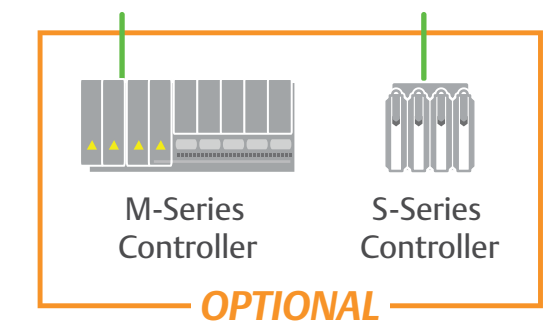 M-Series
Controller
S-Series
Controller
OPTIONAL